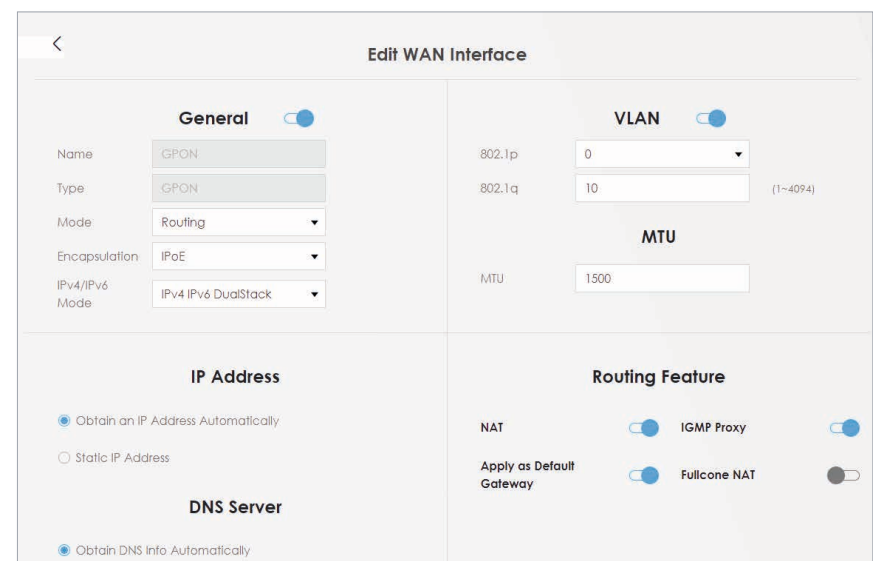 Edit WAN Interface
General
Name
GPON
Type
GPON
Mode
Routing
Encapsulation
IPoE
IPv4/IPv6
Mode
IPv4 IPv6 DualStack
VLAN
802.1p
0
802.1q
10
(1~4094)
MTU
MTU
1500
IP Address
Obtain an IP Address Automatically
Static IP Address
DNS Server
Obtain DNS Info Automatically
Routing Feature
NAT
IGMP Proxy
Apply as Default
Gateway
Fullcone NAT